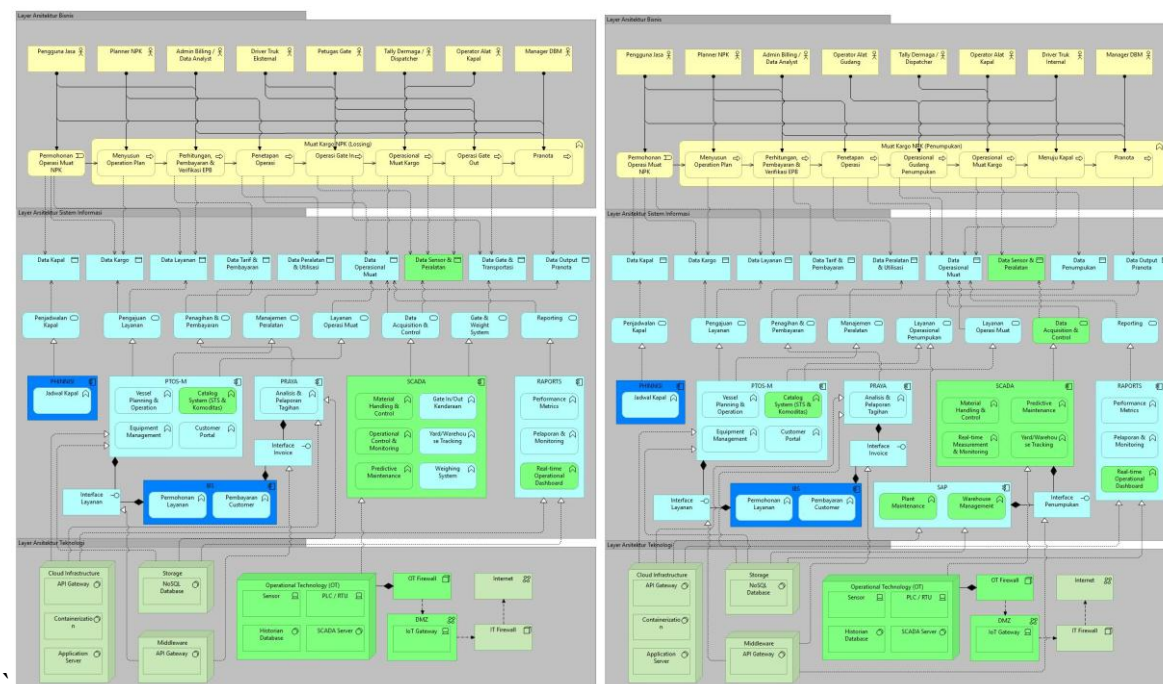 Layer Arsitektur Bisnis
Pengguna Jasa
Planner NPK
Admin Billing /
Data Analyst
Driver Truk
Eksternal
Petugas Gate
Tally Dermaga /
Dispatcher
Operator Alat
Kapal
Manager DBM
Muat Kargo NPK (Lossing)
Permohonan
Operasi Muat
NPK
Menyusun
Operation Plan
Perhitungan,
Pembayaran &
Verifikasi EPB
Penetapan
Operasi
Operasi Gate In
Operasional
Muat Kargo
Operasi Gate
Out
Pranota
Layer Arsitektur Sistem Informasi
Data Kapal
Data Kargo
Data Layanan
Data Tarif &
Pembayaran
Data Peralatan
& Utilisasi
Data
Operasional
Muat
Data Sensor &
Peralatan
Data Gate &
Transportasi
Data Output
Pranota
Penjadwalan
Kapal
Pengajuan
Layanan
Penagihan &
Pembayaran
Manajemen
Peralatan
Layanan
Operasi Muat
Data
Acquisition &
Control
Gate &
Weight
System
Reporting
PHINNISI
Jadwal Kapal
PTOS-M
Vessel
Planning &
Operation
Catalog
System (STS &
Komoditas)
Equipment
Management
Customer
Portal
PRAYA
Analisis &
Pelaporan
Tagihan
Interface
Invoice
SCADA
Material
Handling &
Control
Gate In/Out
Kendaraan
Operational
Control &
Monitoring
Yard/Warehou
se Tracking
Predictive
Maintenance
Weighing
System
RAPORTS
Performance
Metrics
Pelaporan &
Monitoring
Real-time
Operational
Dashboard
Interface
Layanan
IBS
Permohonan
Layanan
Pembayaran
Customer
Layer Arsitektur Teknologi
Cloud Infrastructure
API Gateway
Containerizatio
n
Application
Server
Storage
NoSQL
Database
Middleware
API Gateway
Operational Technology (OT)
Sensor
PLC / RTU
Historian
Database
SCADA Server
OT Firewall
DMZ
IoT Gateway
Internet
IT Firewall
Layer Arsitektur Bisnis
Pengguna Jasa
Planner NPK
Admin Billing /
Data Analyst
Operator Alat
Gudang
Tally Dermaga /
Dispatcher
Operator Alat
Kapal
Driver Truk
Internal
Manager DBM
Muat Kargo NPK (Penumpukan)
Permohonan
Operasi Muat
NPK
Menyusun
Operation Plan
Perhitungan,
Pembayaran &
Verifikasi EPB
Penetapan
Operasi
Operasional
Gudang
Penumpukan
Operasional
Muat Kargo
Menuju Kapal
Pranota
Layer Arsitektur Sistem Informasi
Data Kapal
Data Kargo
Data Layanan
Data Tarif &
Pembayaran
Data Peralatan
& Utilisasi
Data
Operasional
Muat
Data Sensor &
Peralatan
Data
Penumpukan
Data Output
Pranota
Penjadwalan
Kapal
Pengajuan
Layanan
Penagihan &
Pembayaran
Manajemen
Peralatan
Layanan
Operasional
Penumpukan
Layanan
Operasi Muat
Data
Acquisition &
Control
Reporting
PHINNISI
Jadwal Kapal
PTOS-M
Vessel
Planning &
Operation
Catalog
System (STS &
Komoditas)
Equipment
Management
Customer
Portal
PRAYA
Analisis &
Pelaporan
Tagihan
Interface
Invoice
SCADA
Material
Handling &
Control
Predictive
Maintenance
Real-time
Measurement
& Monitoring
Yard/Warehou
se Tracking
RAPORTS
Performance
Metrics
Pelaporan &
Monitoring
Real-time
Operational
Dashboard
Interface
Layanan
IBS
Permohonan
Layanan
Pembayaran
Customer
SAP
Plant
Maintenance
Warehouse
Management
Interface
Penumpukan
Layer Arsitektur Teknologi
Cloud Infrastructure
API Gateway
Containerizatio
n
Application
Server
Storage
NoSQL
Database
Middleware
API Gateway
Operational Technology (OT)
Sensor
PLC / RTU
Historian
Database
SCADA Server
OT Firewall
DMZ
IoT Gateway
Internet
IT Firewall